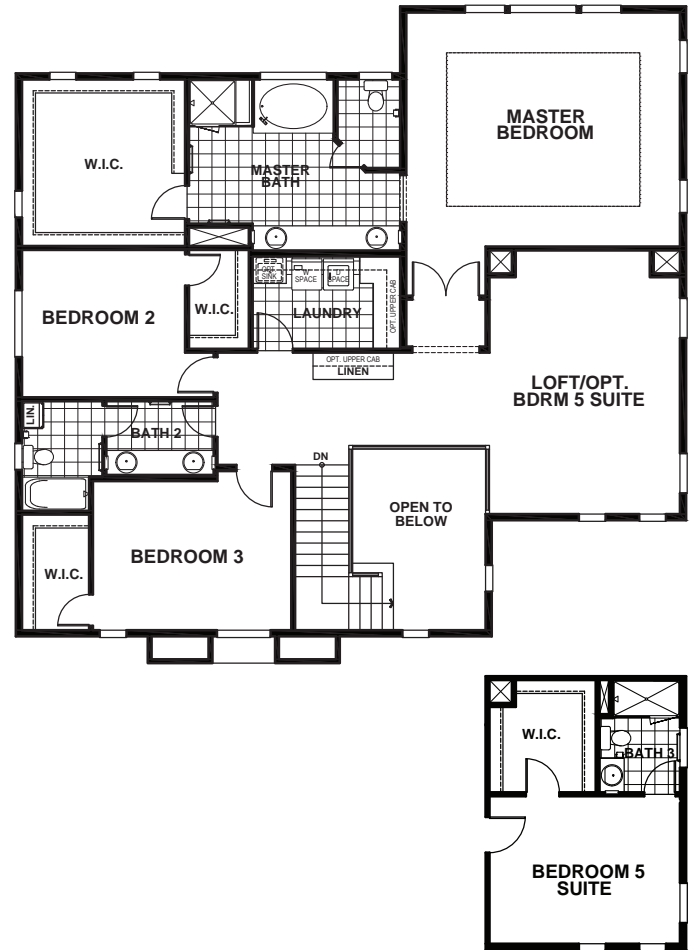 MASTER
BEDROOM
W.I.C.
MASTER
BATH
OPT.
SINK
W
SPACE
D
SPACE
OPT. UPPER CAB
LAUNDRY
W.I.C.
BEDROOM 2
OPT. UPPER CAB
LINEN
LOFT/OPT.
BDRM 5 SUITE
LIN.
BATH 2
DN
OPEN TO
BELOW
BEDROOM 3
W.I.C.
W.I.C.
BATH 3
BEDROOM 5
SUITE